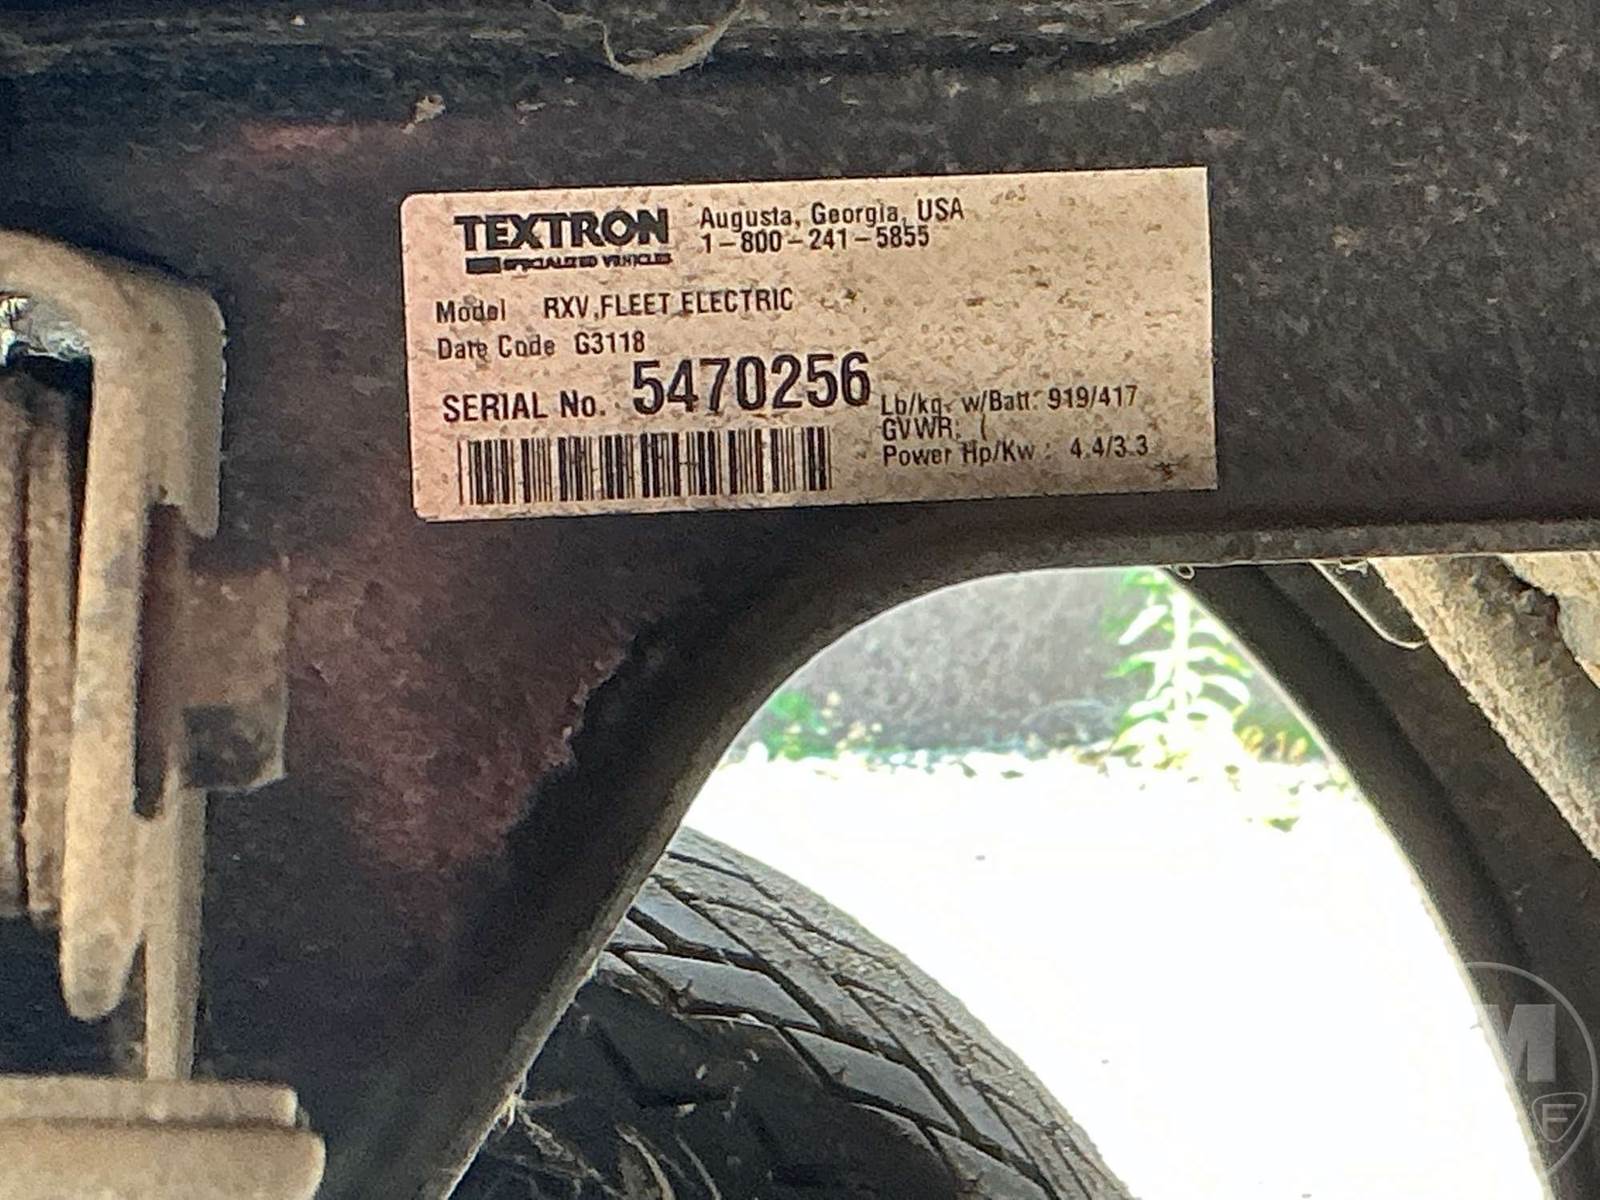 TEXTRON
SPECIALIZED VEHICLES
Augusta, Georgia, USA
1-800-241-5855
Model RXV,FLEET ELECTRIC
Date Code G3118
SERIAL No. 5470256
Lb/kg- w/Batt: 919/417
GVWR: (
Power Hp/Kw : 4.4/3.3
M
E